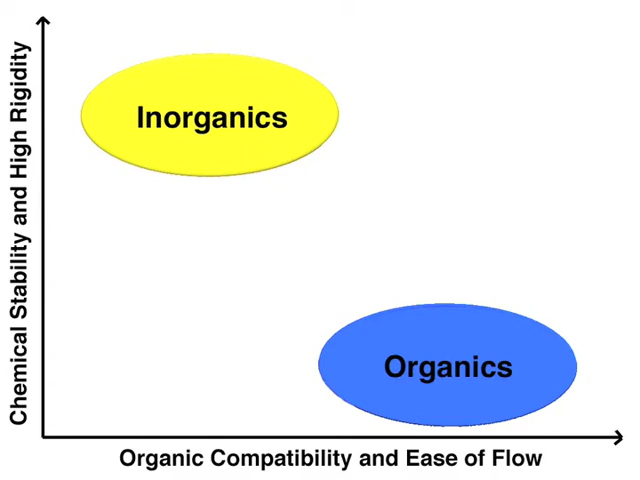 Chemical Stability and High Rigidity
Inorganics
Organics
Organic Compatibility and Ease of Flow